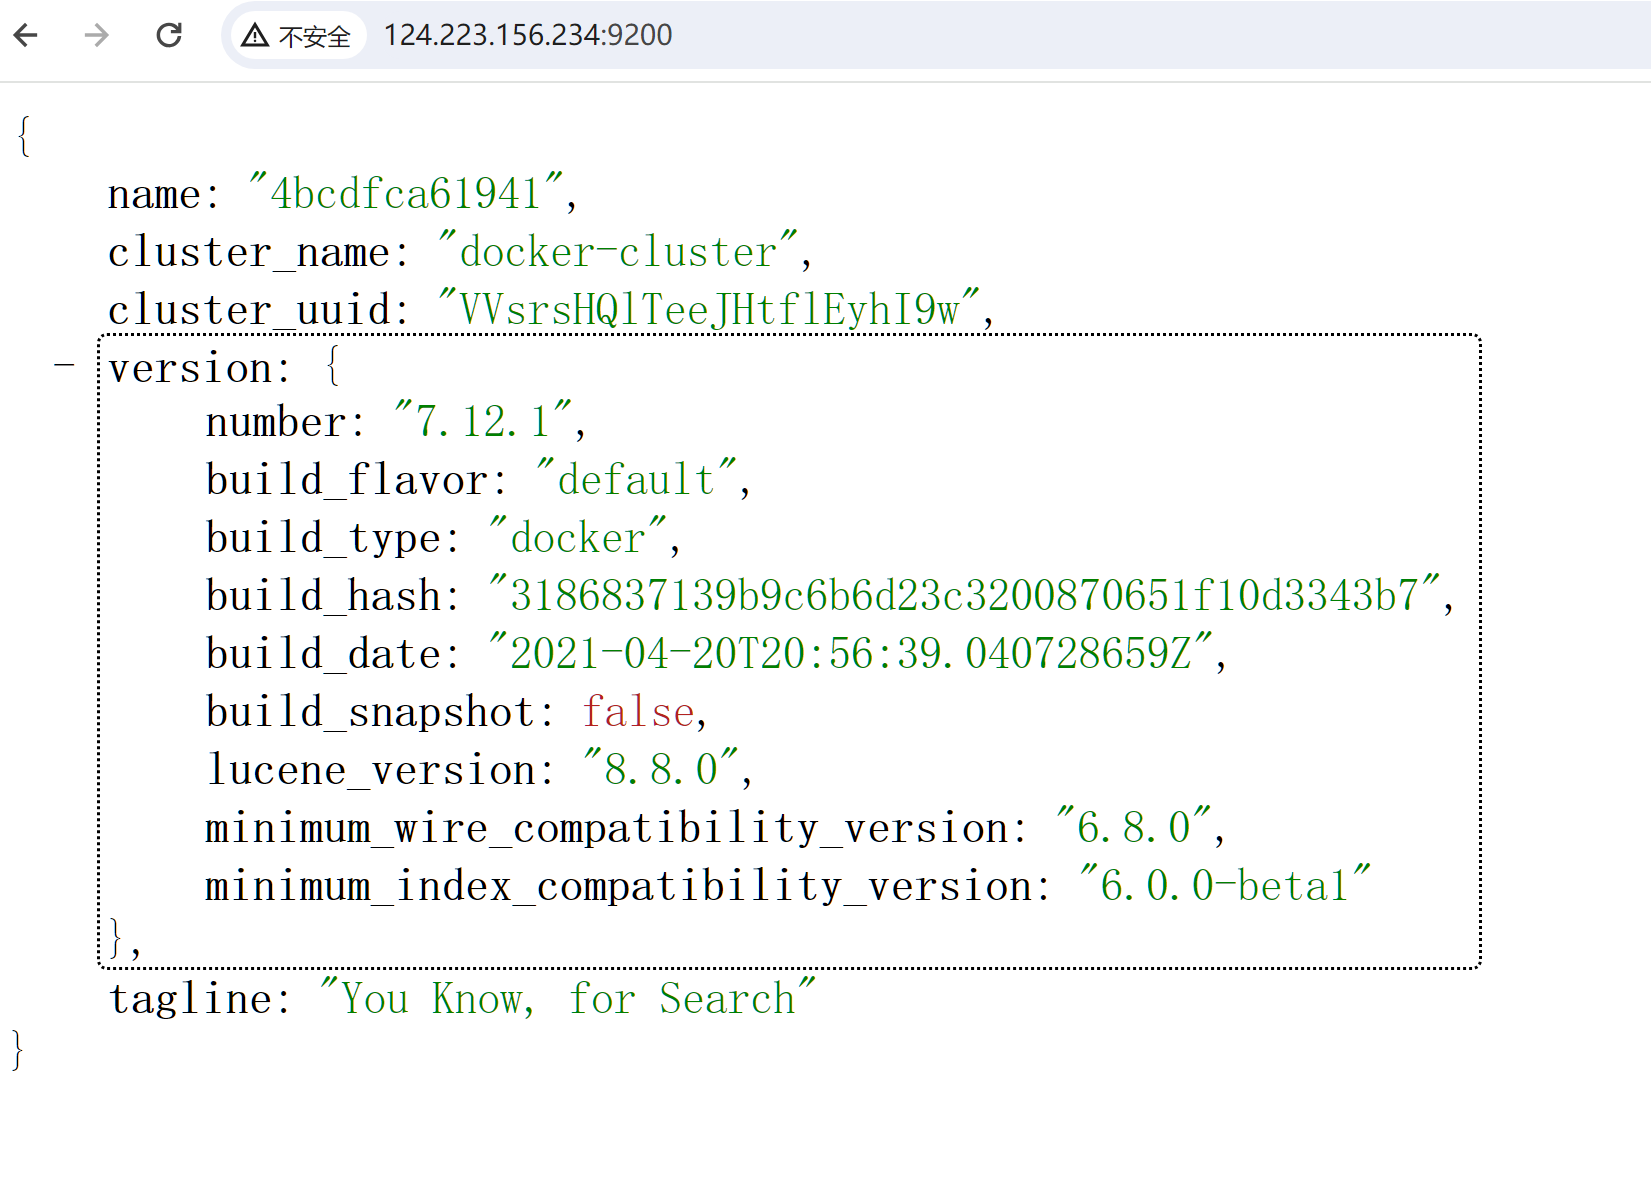 不安全 124.223.156.234:9200
{
name: "4bcdfca61941",
cluster_name: "docker-cluster",
cluster_uuid: "VVsrsHQlTeeJHtflEyhI9w",
- version: {
number: "7.12.1",
build_flavor: "default",
build_type: "docker",
build_hash: "3186837139b9c6b6d23c3200870651f10d3343b7",
build_date: "2021-04-20T20:56:39.040728659Z",
build_snapshot: false,
lucene_version: "8.8.0",
minimum_wire_compatibility_version: "6.8.0",
minimum_index_compatibility_version: "6.0.0-beta1"
},
tagline: "You Know, for Search"
}